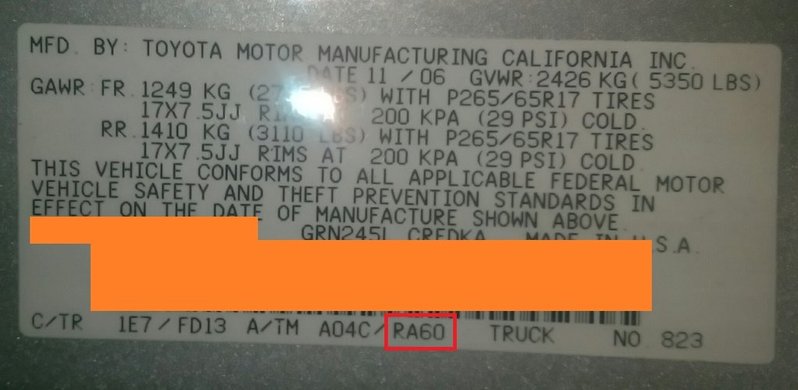 MFD. BY: TOYOTA MOTOR MANUFACTURING CALIFORNIA INC.
DATE 11 / 06 GVWR: 2426 KG ( 5350 LBS)
GAWR: FR. 1249 KG WITH P265/65R17 TIRES
17X7.5JJ 200 KPA (29 PSI) COLD.
RR. 1410 KG (3110 LBS) WITH P265/65R17 TIRES
17X7.5JJ RIMS AT 200 KPA (29 PSI) COLD.
THIS VEHICLE CONFORMS TO ALL APPLICABLE FEDERAL MOTOR
VEHICLE SAFETY AND THEFT PREVENTION STANDARDS IN
EFFECT ON THE DATE OF MANUFACTURE SHOWN ABOVE.
GRN245L CREDKA MADE IN U.S.A.
C/TR 1E7 / FD13 A/TM A04C/RA60 TRUCK NO. 823